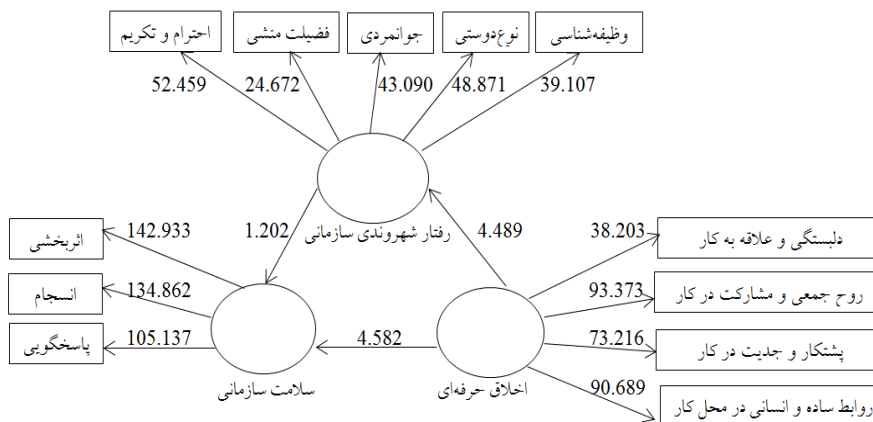 احترام و تکریم
فضیلت منشی
جوانمردی
نوع‌دوستی
وظیفه‌شناسی
52.459
24.672
43.090
48.871
39.107
رفتار شهروندی سازمانی
1.202
4.489
اثربخشی
142.933
انسجام
134.862
پاسخگویی
105.137
سلامت سازمانی
4.582
اخلاق حرفه‌ای
38.203
دلبستگی و علاقه به کار
93.373
روح جمعی و مشارکت در کار
73.216
پشتکار و جدیت در کار
90.689
روابط ساده و انسانی در محل کار